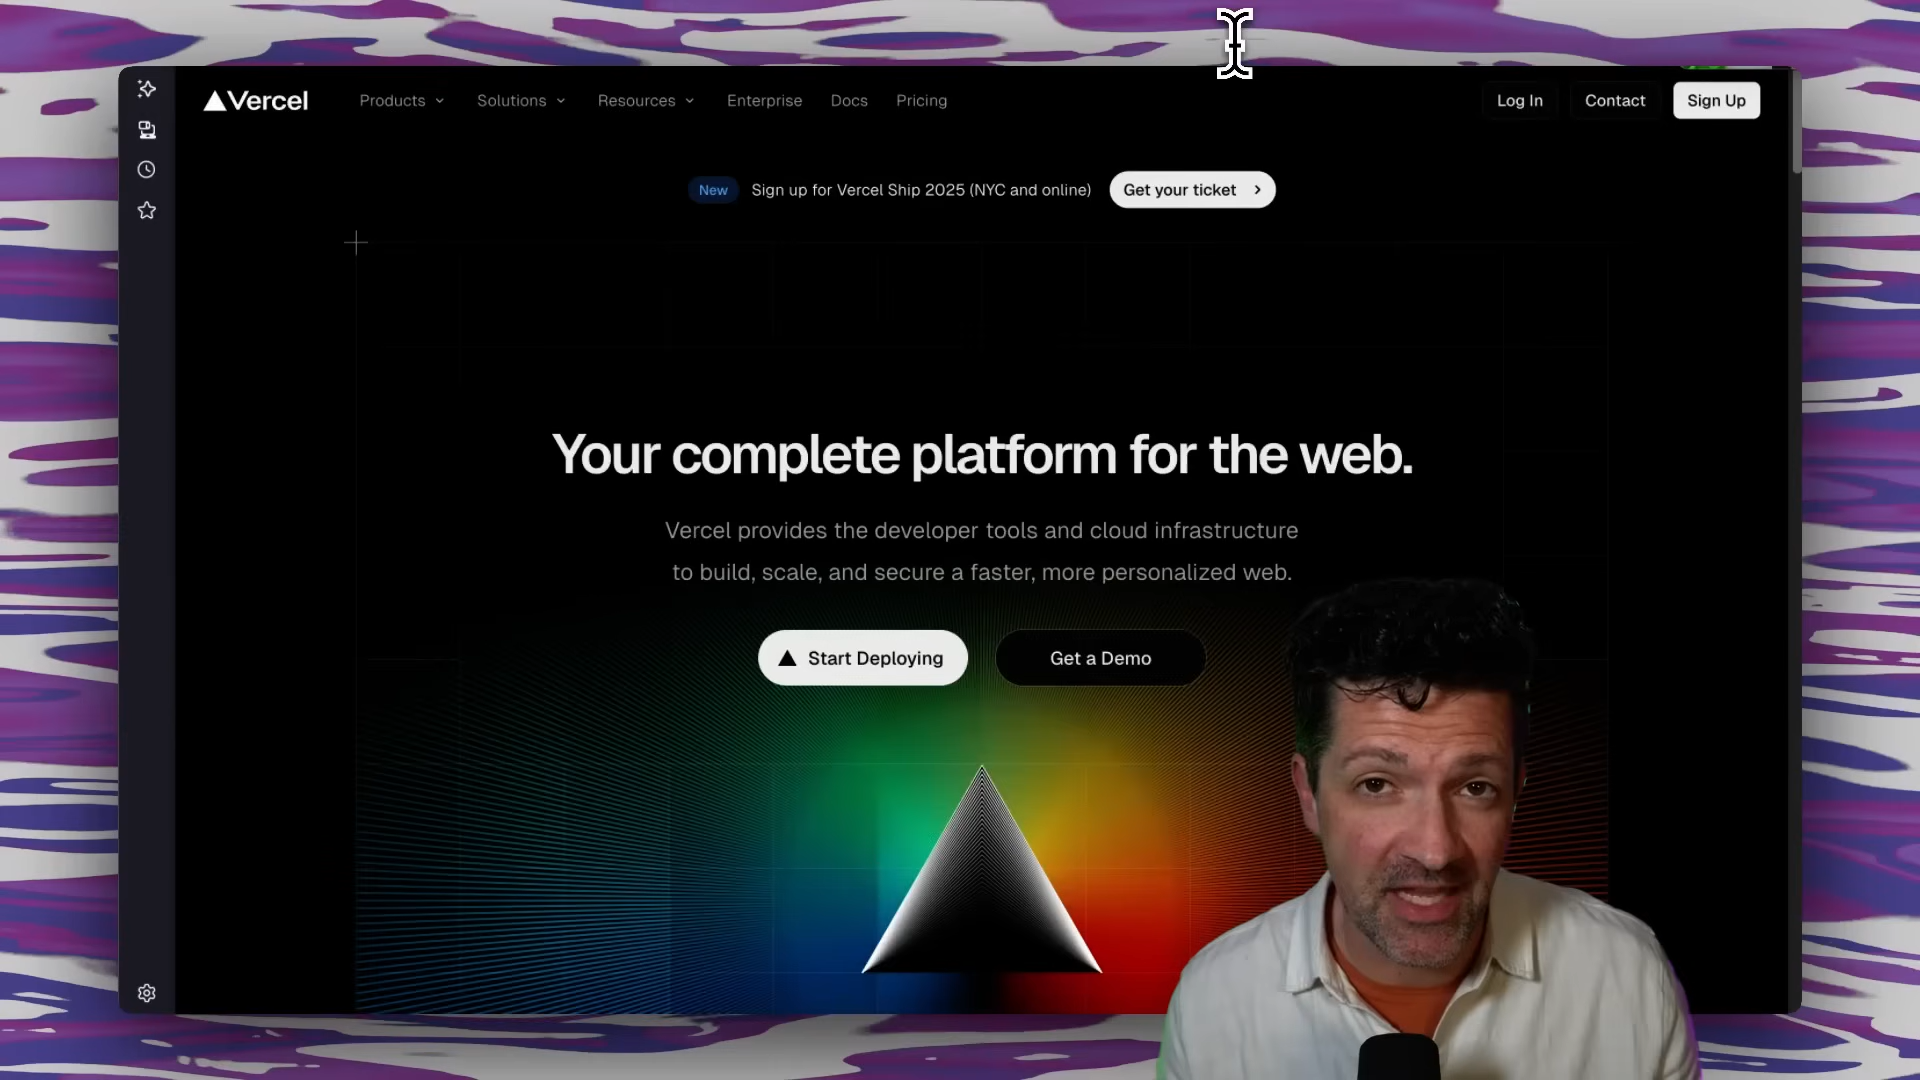 Vercel
Products
Solutions
Resources
Enterprise
Docs
Pricing
Log In
Contact
Sign Up
New
Sign up for Vercel Ship 2025 (NYC and online)
Get your ticket
Your complete platform for the web.
Vercel provides the developer tools and cloud infrastructure
to build, scale, and secure a faster, more personalized web.
Start Deploying
Get a Demo